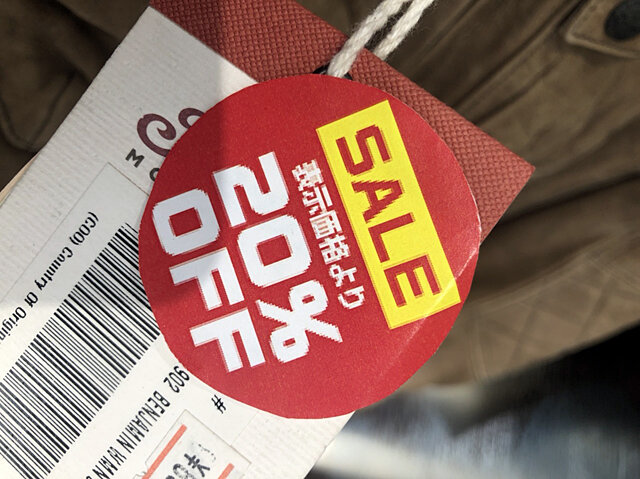 SALE
表示価格より
20%
OFF
(COO) Country Of Origin
902 BENJAMIN
#